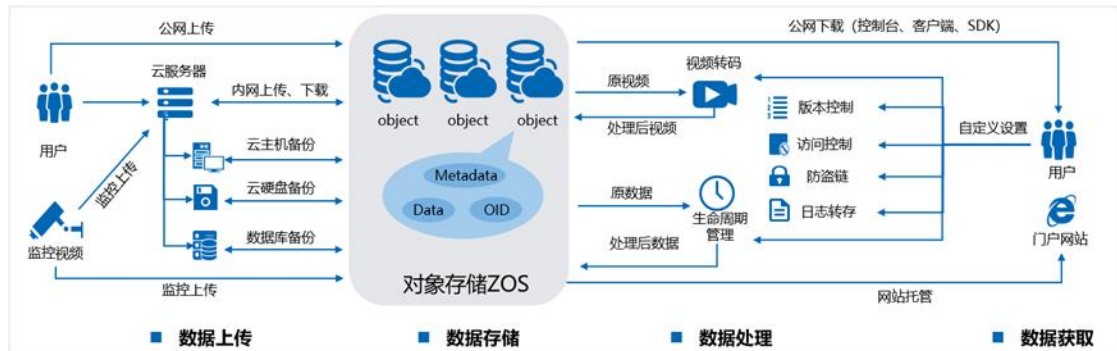 公网上传
公网下载（控制台、客户端、SDK）
云服务器
视频转码
内网上传、下载
原视频
object
object
object
处理后视频
版本控制
自定义设置
用户
云主机备份
访问控制
用户
监控上传
Metadata
云硬盘备份
防盗链
Data
OID
原数据
日志转存
生命周期
管理
监控视频
数据库备份
处理后数据
门户网站
监控上传
对象存储ZOS
网站托管
数据上传
数据存储
数据处理
数据获取